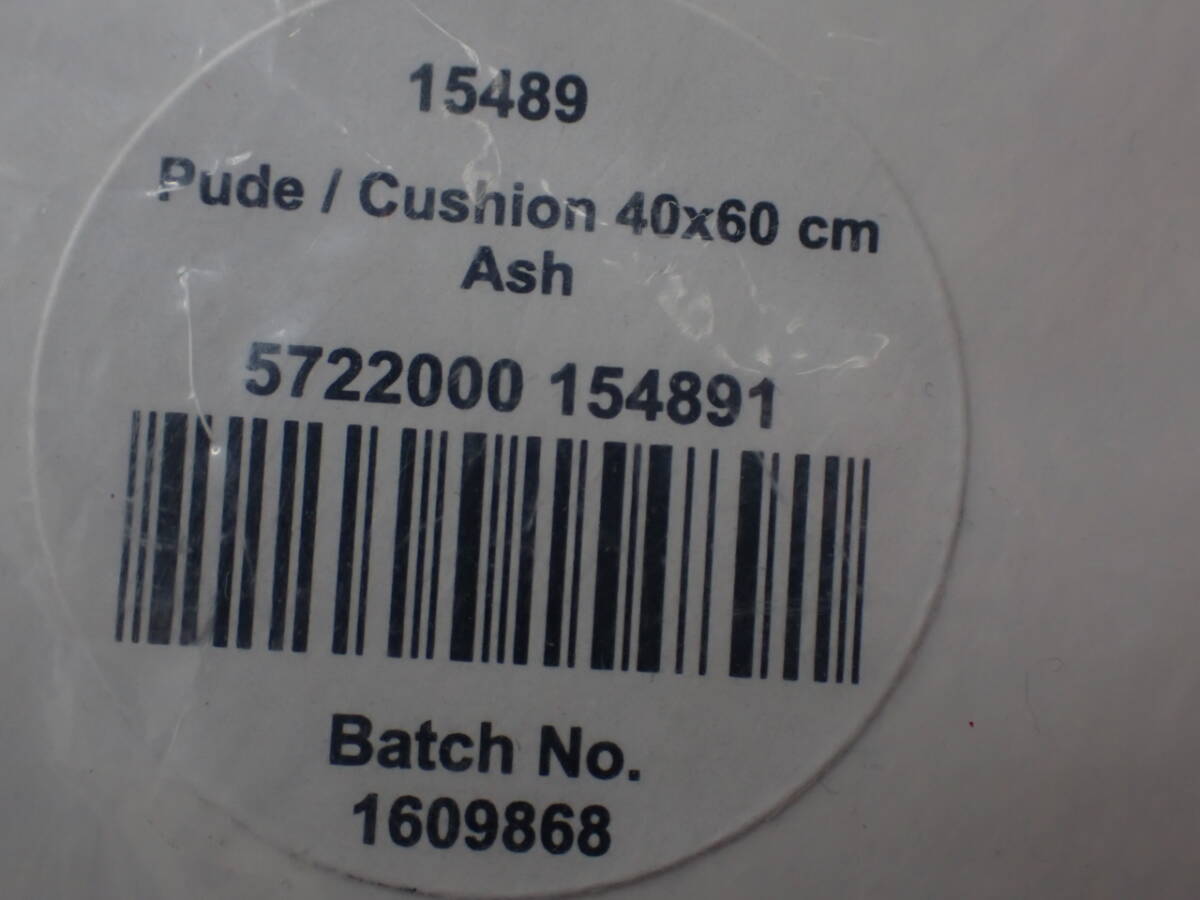 15489
Pude / Cushion 40x60 cm
Ash
5722000 154891
Batch No.
1609868